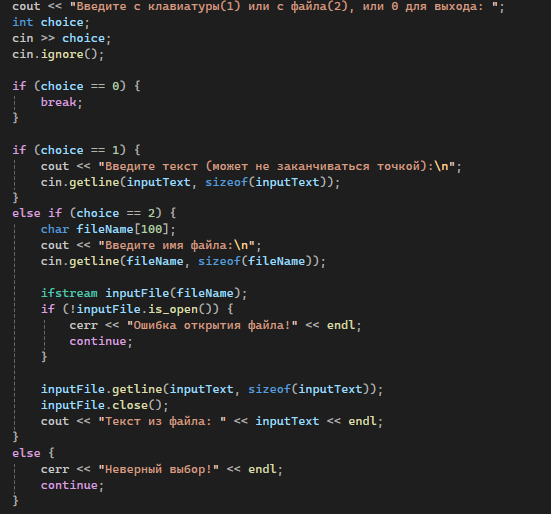 cout << "Введите с клавиатуры(1) или с файла(2), или 0 для выхода: ";
int choice;
cin >> choice;
cin.ignore();

if (choice == 0) {
    break;
}

if (choice == 1) {
    cout << "Введите текст (может не заканчиваться точкой):\n";
    cin.getline(inputText, sizeof(inputText));
}
else if (choice == 2) {
    char fileName[100];
    cout << "Введите имя файла:\n";
    cin.getline(fileName, sizeof(fileName));

    ifstream inputFile(fileName);
    if (!inputFile.is_open()) {
        cerr << "Ошибка открытия файла!" << endl;
        continue;
    }

    inputFile.getline(inputText, sizeof(inputText));
    inputFile.close();
    cout << "Текст из файла: " << inputText << endl;
}
else {
    cerr << "Неверный выбор!" << endl;
    continue;
}